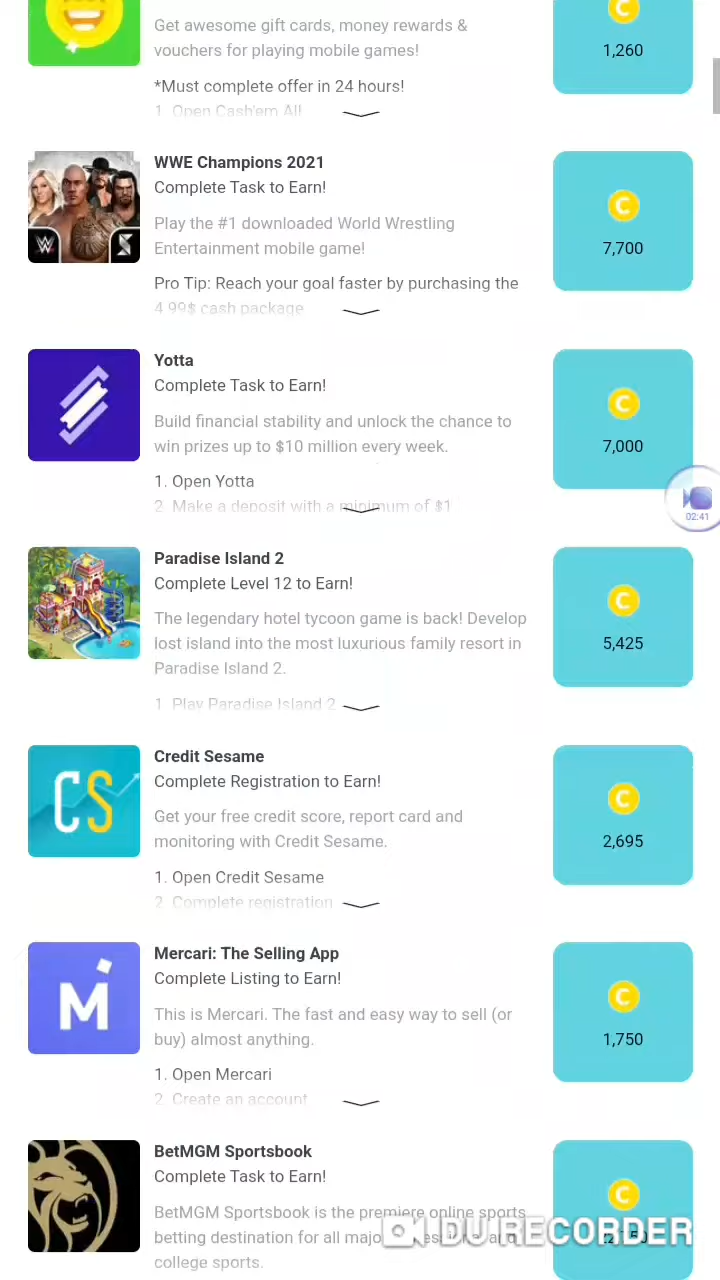 Get awesome gift cards, money rewards &
vouchers for playing mobile games!
1,260
*Must complete offer in 24 hours!
1. Open Cash'em All
WWE Champions 2021
Complete Task to Earn!
Play the #1 downloaded World Wrestling
Entertainment mobile game!
7,700
Pro Tip: Reach your goal faster by purchasing the
4.99$ cash package
Yotta
Complete Task to Earn!
Build financial stability and unlock the chance to
win prizes up to $10 million every week.
7,000
1. Open Yotta
2. Make a deposit with a minimum of $1
02:41
Paradise Island 2
Complete Level 12 to Earn!
The legendary hotel tycoon game is back! Develop
lost island into the most luxurious family resort in
Paradise Island 2.
5,425
1. Play Paradise Island 2
Credit Sesame
Complete Registration to Earn!
CS
Get your free credit score, report card and
monitoring with Credit Sesame.
2,695
1. Open Credit Sesame
2. Complete registration
Mercari: The Selling App
Complete Listing to Earn!
M
This is Mercari. The fast and easy way to sell (or
buy) almost anything.
1,750
1. Open Mercari
2. Create an account
BetMGM Sportsbook
Complete Task to Earn!
BetMGM Sportsbook is the premiere online sports
betting destination for all major and
college sports.
DU RECORDER